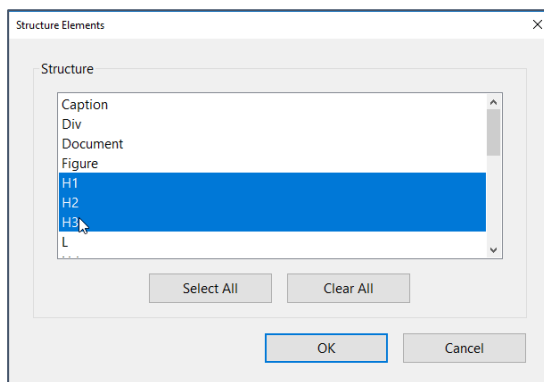 Structure Elements
Structure
Caption
Div
Document
Figure
H1
H2
H3
L
Select All
Clear All
OK
Cancel